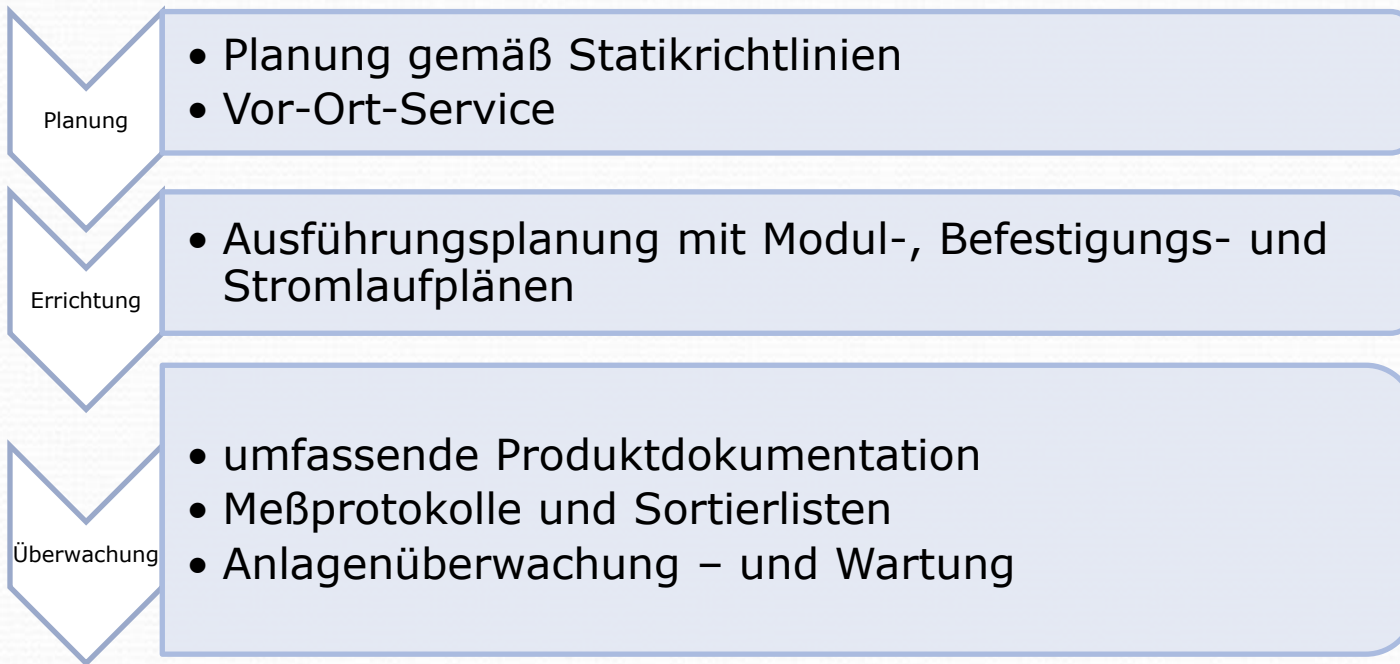 Planung
• Planung gemäß Statikrichtlinien
• Vor-Ort-Service
Errichtung
• Ausführungsplanung mit Modul-, Befestigungs- und
Stromlaufplänen
Überwachung
• umfassende Produktdokumentation
• Meßprotokolle und Sortierlisten
• Anlagenüberwachung – und Wartung